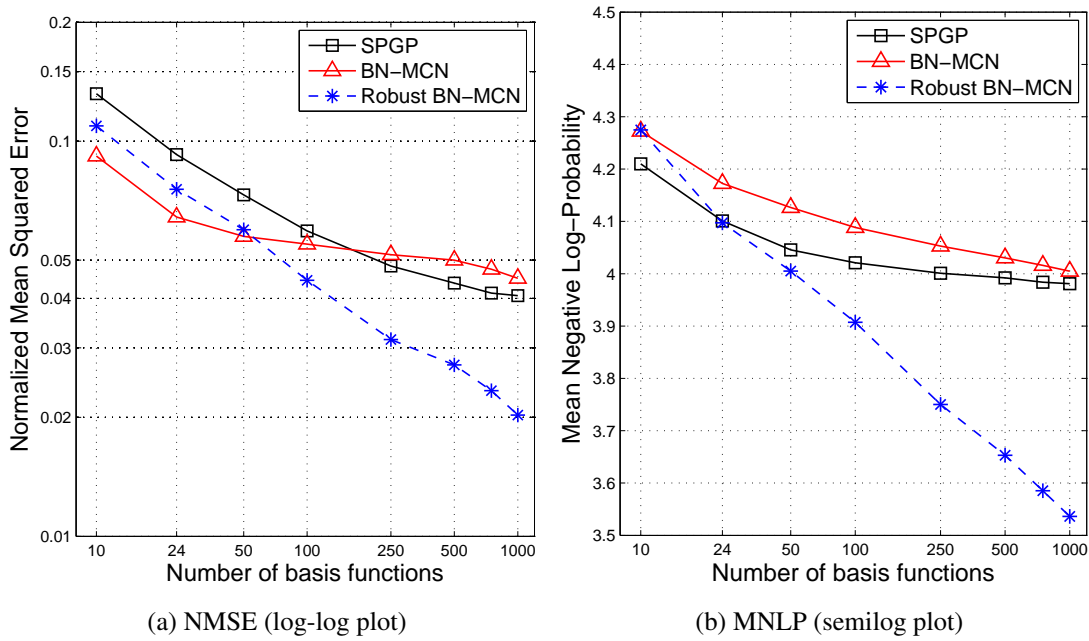 0.2
0.15
0.1
0.05
0.04
0.03
0.02
0.01
Normalized Mean Squared Error
SPGP
BN−MCN
Robust BN−MCN
10 24 50 100 250 500 1000
Number of basis functions
(a) NMSE (log-log plot)
4.5
4.4
4.3
4.2
4.1
4
3.9
3.8
3.7
3.6
3.5
Mean Negative Log−Probability
SPGP
BN−MCN
Robust BN−MCN
10 24 50 100 250 500 1000
Number of basis functions
(b) MNLP (semilog plot)